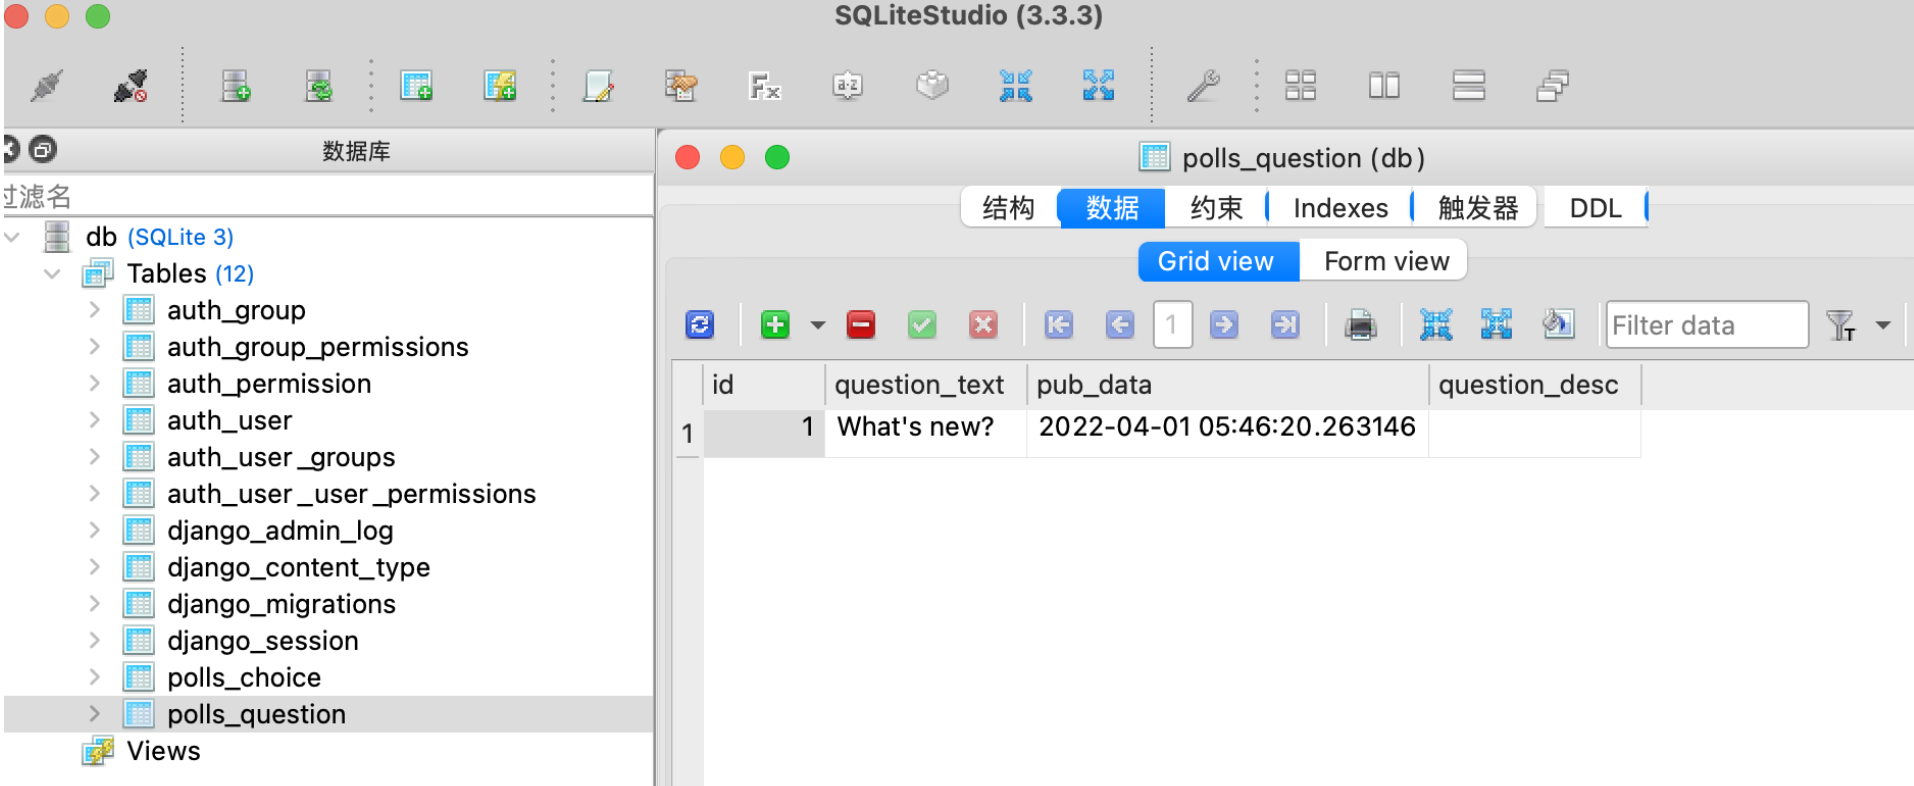 SQLiteStudio (3.3.3)
数据库
过滤名
db (SQLite 3)
Tables (12)
auth_group
auth_group_permissions
auth_permission
auth_user
auth_user_groups
auth_user_user_permissions
django_admin_log
django_content_type
django_migrations
django_session
polls_choice
polls_question
Views
polls_question (db)
结构 数据 约束 Indexes 触发器 DDL
Grid view Form view
1 Filter data
id question_text pub_data question_desc
1 1 What's new? 2022-04-01 05:46:20.263146